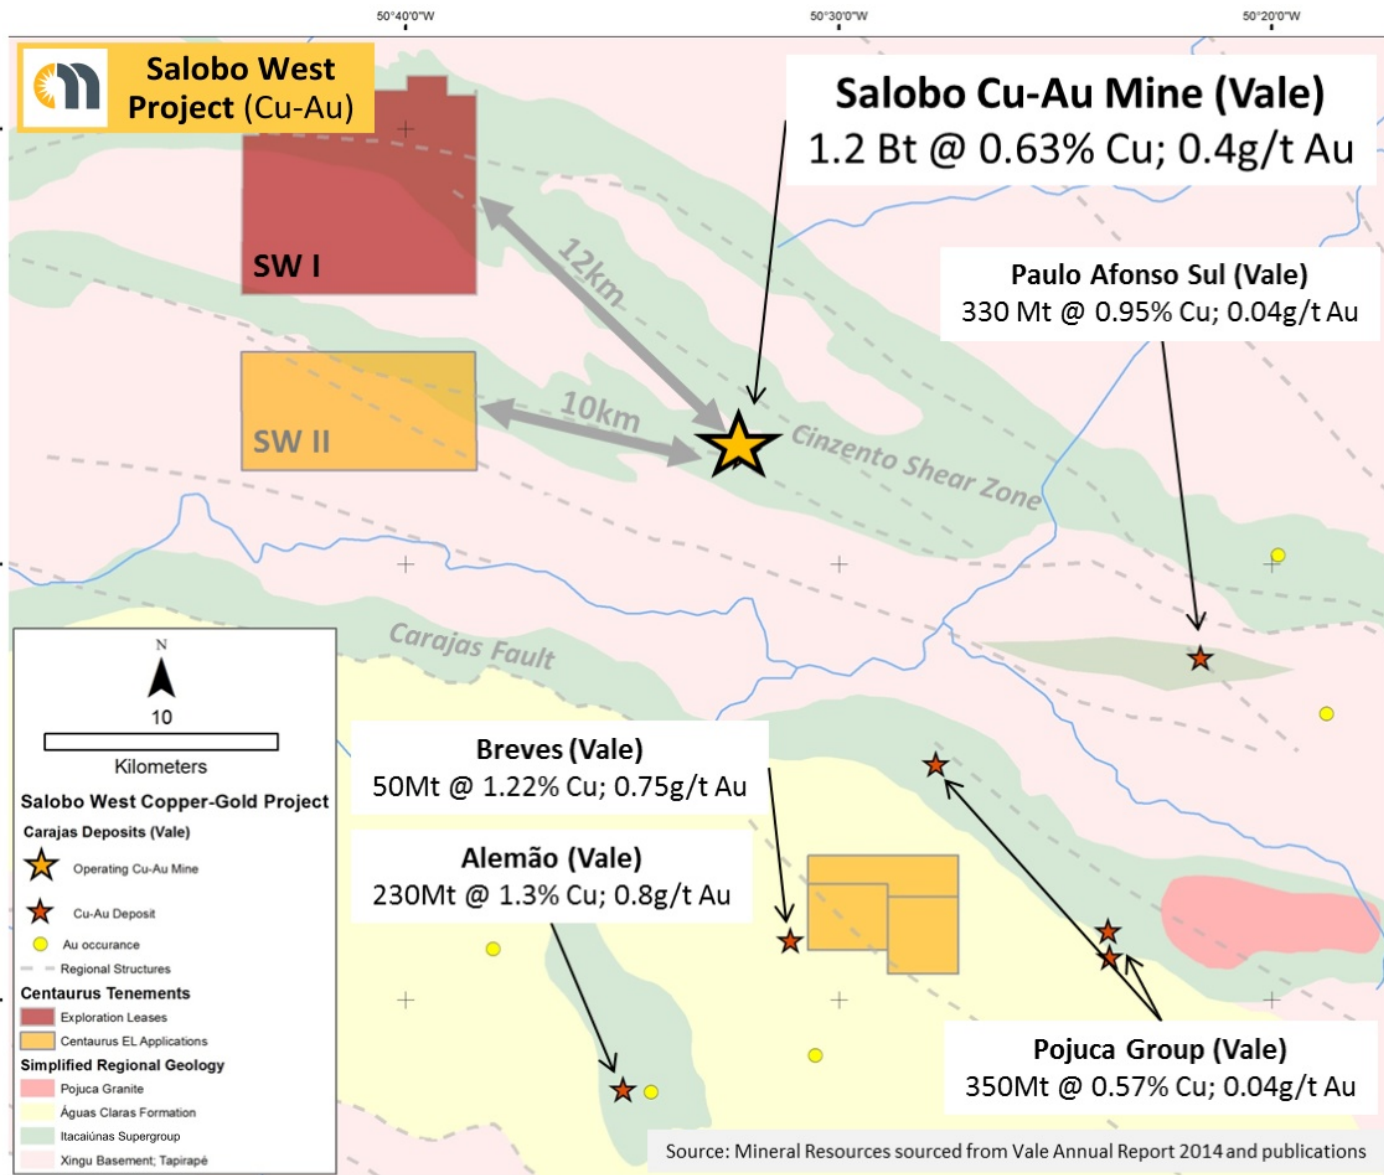 50°40'0"W
50°30'0"W
50°20'0"W
Salobo West
Project (Cu-Au)
Salobo Cu-Au Mine (Vale)
1.2 Bt @ 0.63% Cu; 0.4g/t Au
SW I
12km
Paulo Afonso Sul (Vale)
330 Mt @ 0.95% Cu; 0.04g/t Au
SW II
10km
Cinzento Shear Zone
Carajas Fault
N
10
Kilometers
Salobo West Copper-Gold Project
Carajas Deposits (Vale)
Operating Cu-Au Mine
Cu-Au Deposit
Au occurance
Regional Structures
Centaurus Tenements
Exploration Leases
Centaurus EL Applications
Simplified Regional Geology
Pojuca Granite
Águas Claras Formation
Itacaiúnas Supergroup
Xingu Basement; Tapirapé
Breves (Vale)
50Mt @ 1.22% Cu; 0.75g/t Au
Alemão (Vale)
230Mt @ 1.3% Cu; 0.8g/t Au
Pojuca Group (Vale)
350Mt @ 0.57% Cu; 0.04g/t Au
Source: Mineral Resources sourced from Vale Annual Report 2014 and publications